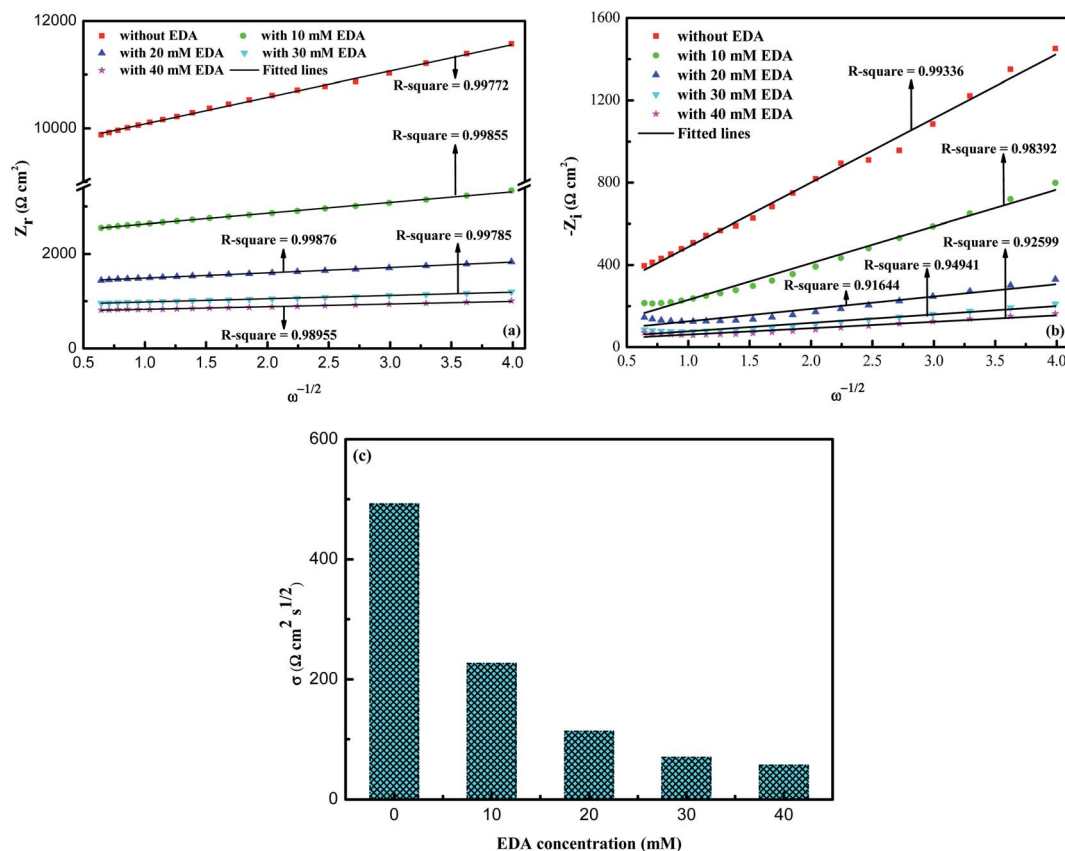 without EDA
with 10 mM EDA
with 20 mM EDA
with 30 mM EDA
with 40 mM EDA
Fitted lines
R-square = 0.99772
R-square = 0.99855
R-square = 0.99876
R-square = 0.99785
R-square = 0.98955
(a)
12000
10000
2000
0
Zr (Ω cm²)
0.5 1.0 1.5 2.0 2.5 3.0 3.5 4.0
ω−1/2
without EDA
with 10 mM EDA
with 20 mM EDA
with 30 mM EDA
with 40 mM EDA
Fitted lines
R-square = 0.99336
R-square = 0.98392
R-square = 0.92599
R-square = 0.94941
R-square = 0.91644
(b)
1600
1200
800
400
0
-Zi (Ω cm²)
0.5 1.0 1.5 2.0 2.5 3.0 3.5 4.0
ω−1/2
(c)
600
400
200
0
σ (Ω cm² s1/2)
0 10 20 30 40
EDA concentration (mM)